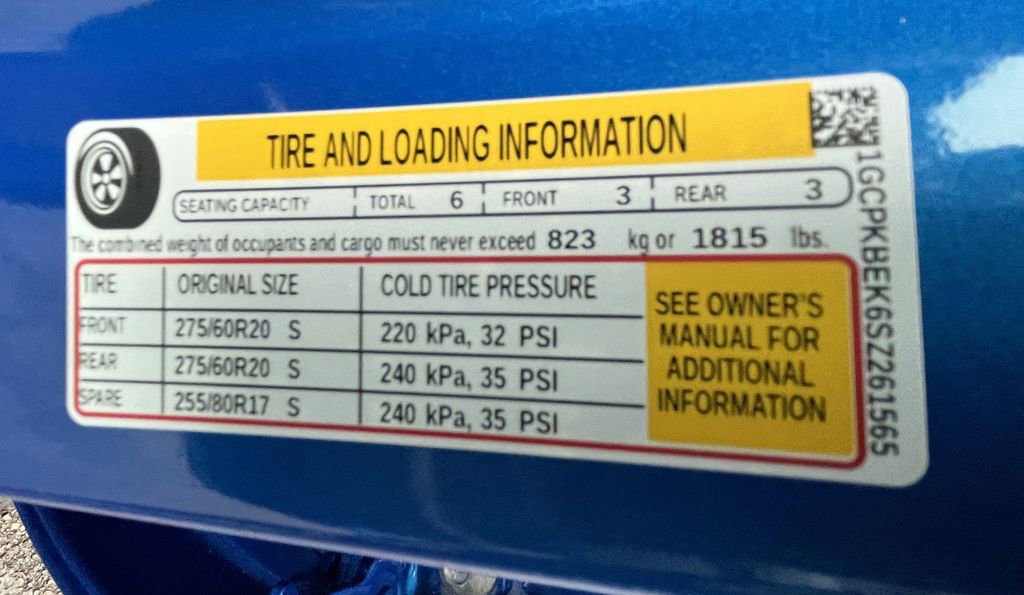 TIRE AND LOADING INFORMATION
SEATING CAPACITY TOTAL 6 FRONT 3 REAR 3
The combined weight of occupants and cargo must never exceed 823 kg or 1815 lbs.
TIRE ORIGINAL SIZE COLD TIRE PRESSURE
FRONT 275/60R20 S 220 kPa, 32 PSI
REAR 275/60R20 S 240 kPa, 35 PSI
SPARE 255/80R17 S 240 kPa, 35 PSI
SEE OWNER'S
MANUAL FOR
ADDITIONAL
INFORMATION
1GCPKBEK6SZ261565